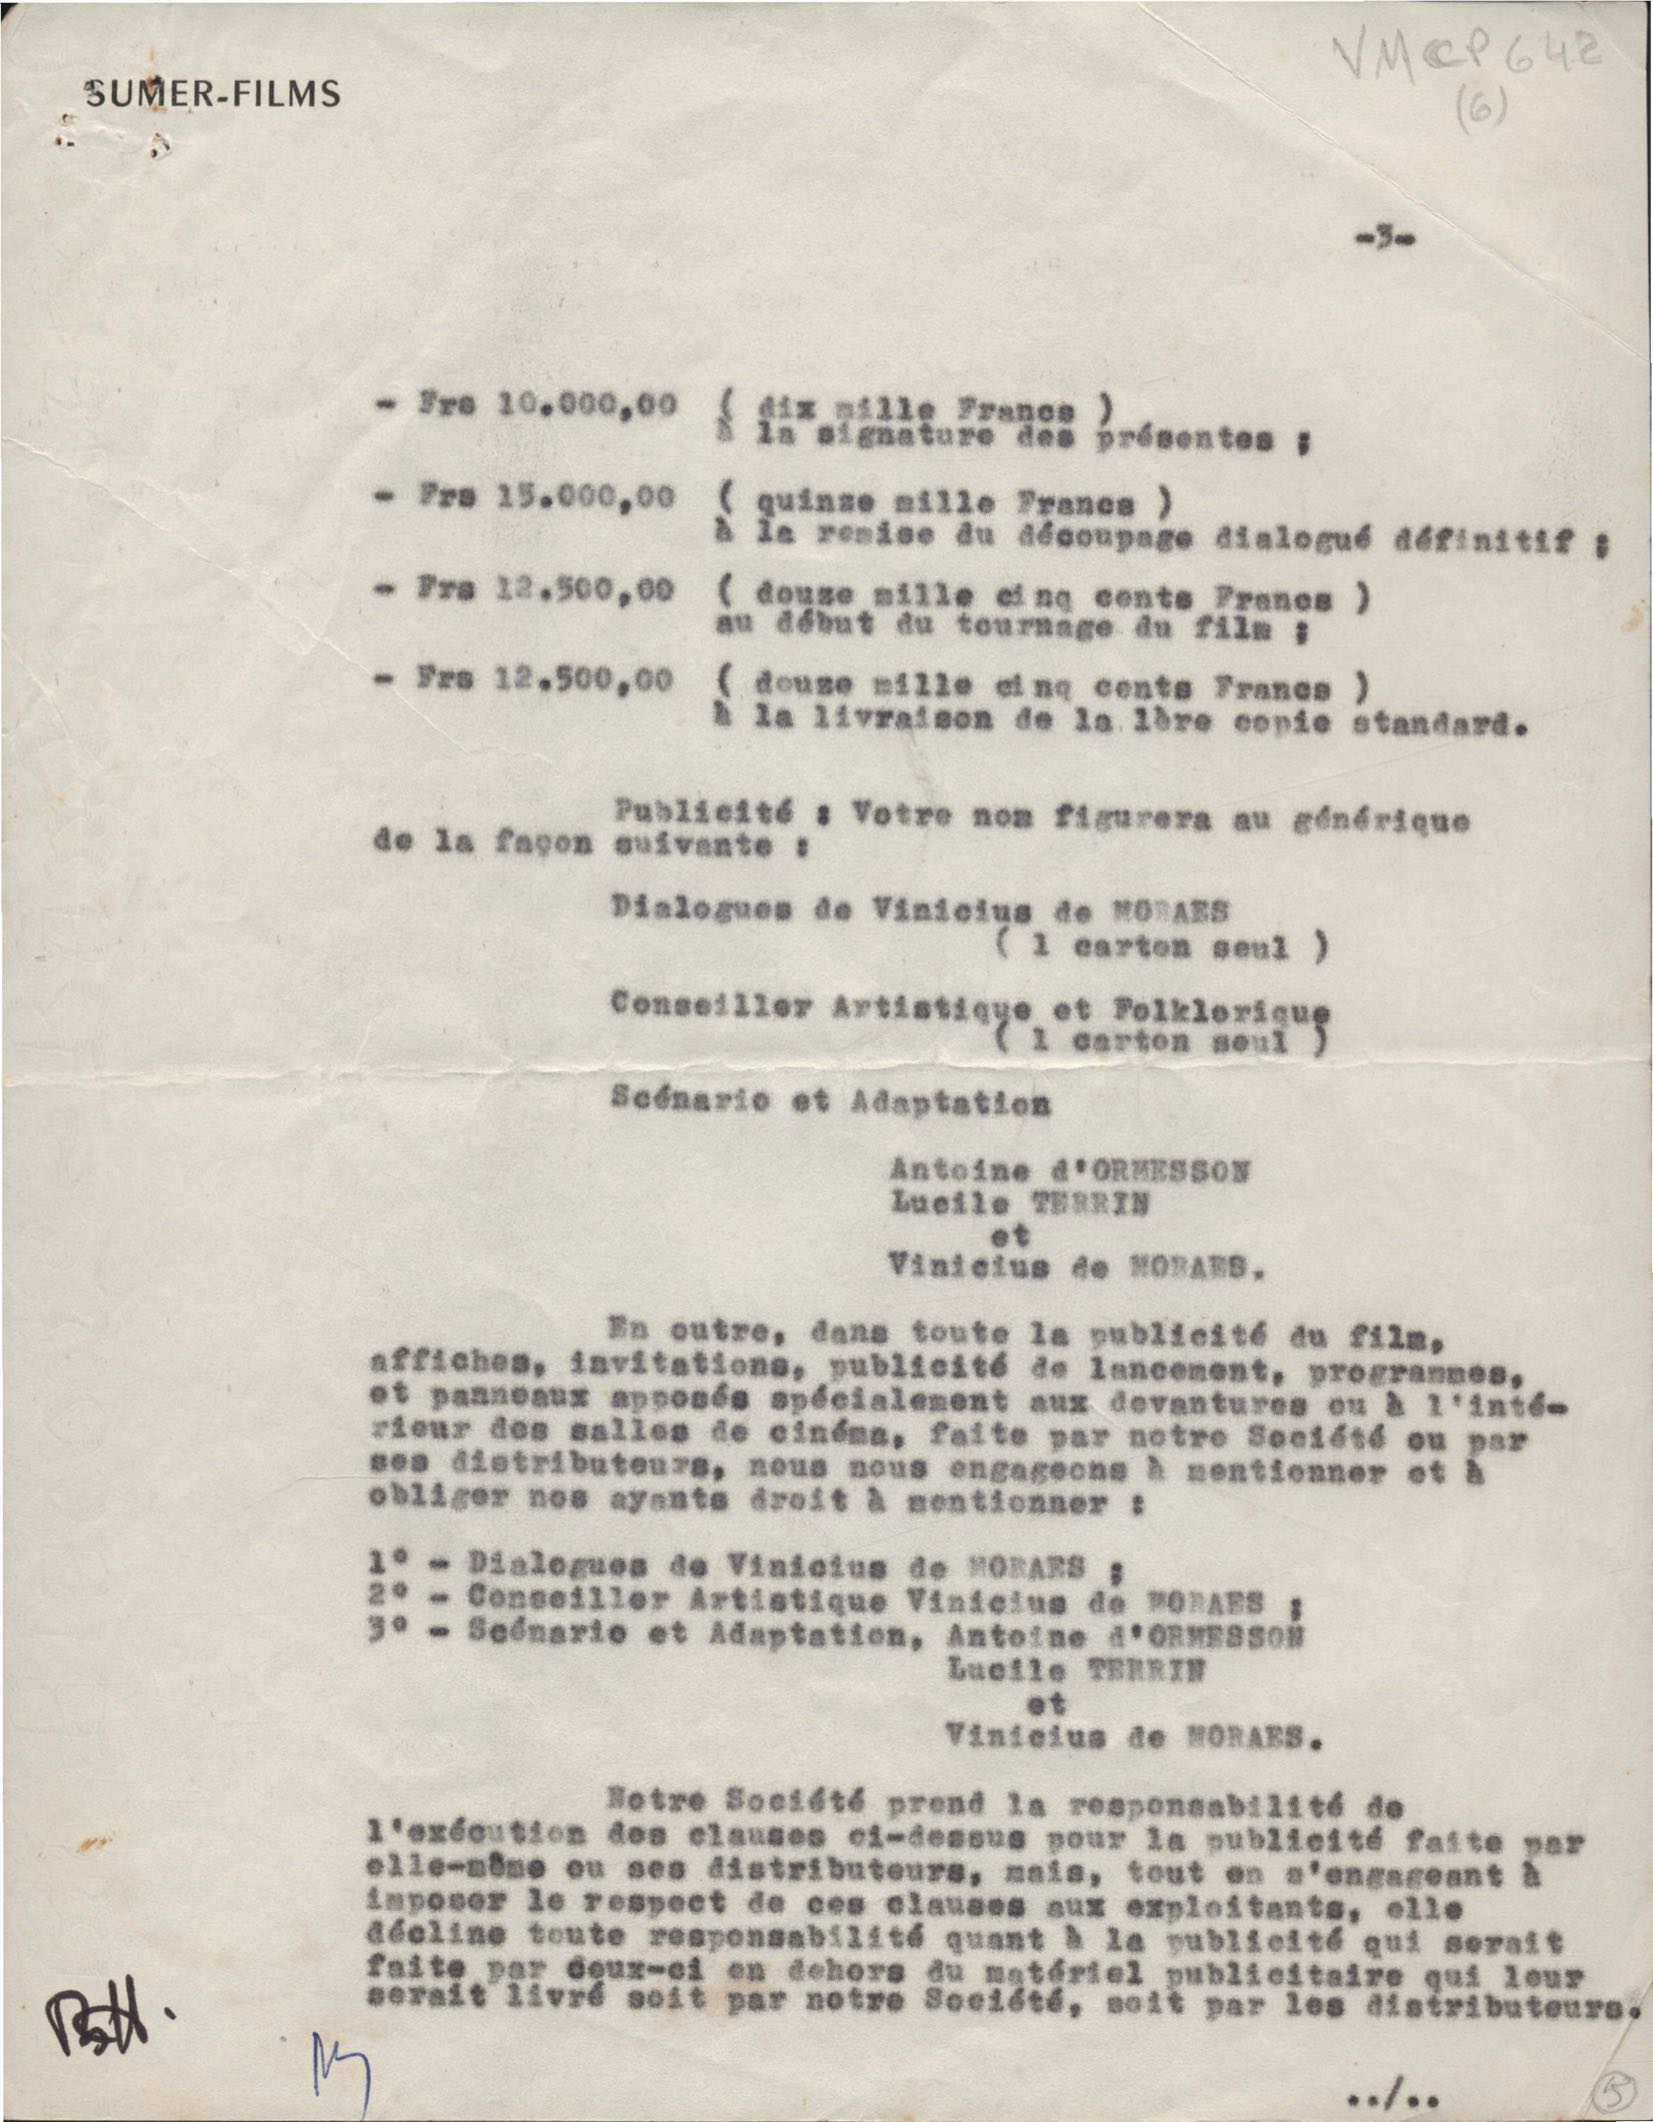 SUMER-FILMS
VMCP 642
(6)
-3-
- Frs 10.000,00 ( dix mille Francs )
à la signature des présentes ;
- Frs 15.000,00 ( quinze mille Francs )
à la remise du découpage dialogué définitif ;
- Frs 12.500,00 ( douze mille cinq cents Francs )
au début du tournage du film ;
- Frs 12.500,00 ( douze mille cinq cents Francs )
à la livraison de la 1ère copie standard.
Publicité : Votre nom figurera au générique
de la façon suivante :
Dialogues de Vinicius de MORAES
( 1 carton seul )
Conseiller Artistique et Folklorique
( 1 carton seul )
Scénario et Adaptation
Antoine d'ORMESSON
Lucile TERRIN
et
Vinicius de MORAES.
En outre, dans toute la publicité du film,
affiches, invitations, publicité de lancement, programmes,
et panneaux apposés spécialement aux devantures ou à l'inté-
rieur des salles de cinéma, faite par notre Société ou par
ses distributeurs, nous nous engageons à mentionner et à
obliger nos ayants droit à mentionner :
1° - Dialogues de Vinicius de MORAES ;
2° - Conseiller Artistique Vinicius de MORAES ;
3° - Scénario et Adaptation, Antoine d'ORMESSON
Lucile TERRIN
et
Vinicius de MORAES.
Notre Société prend la responsabilité de
l'exécution des clauses ci-dessus pour la publicité faite par
elle-même ou ses distributeurs, mais, tout en s'engageant à
imposer le respect de ces clauses aux exploitants, elle
décline toute responsabilité quant à la publicité qui serait
faite par ceux-ci en dehors du matériel publicitaire qui leur
serait livré soit par notre Société, soit par les distributeurs.
../..
5